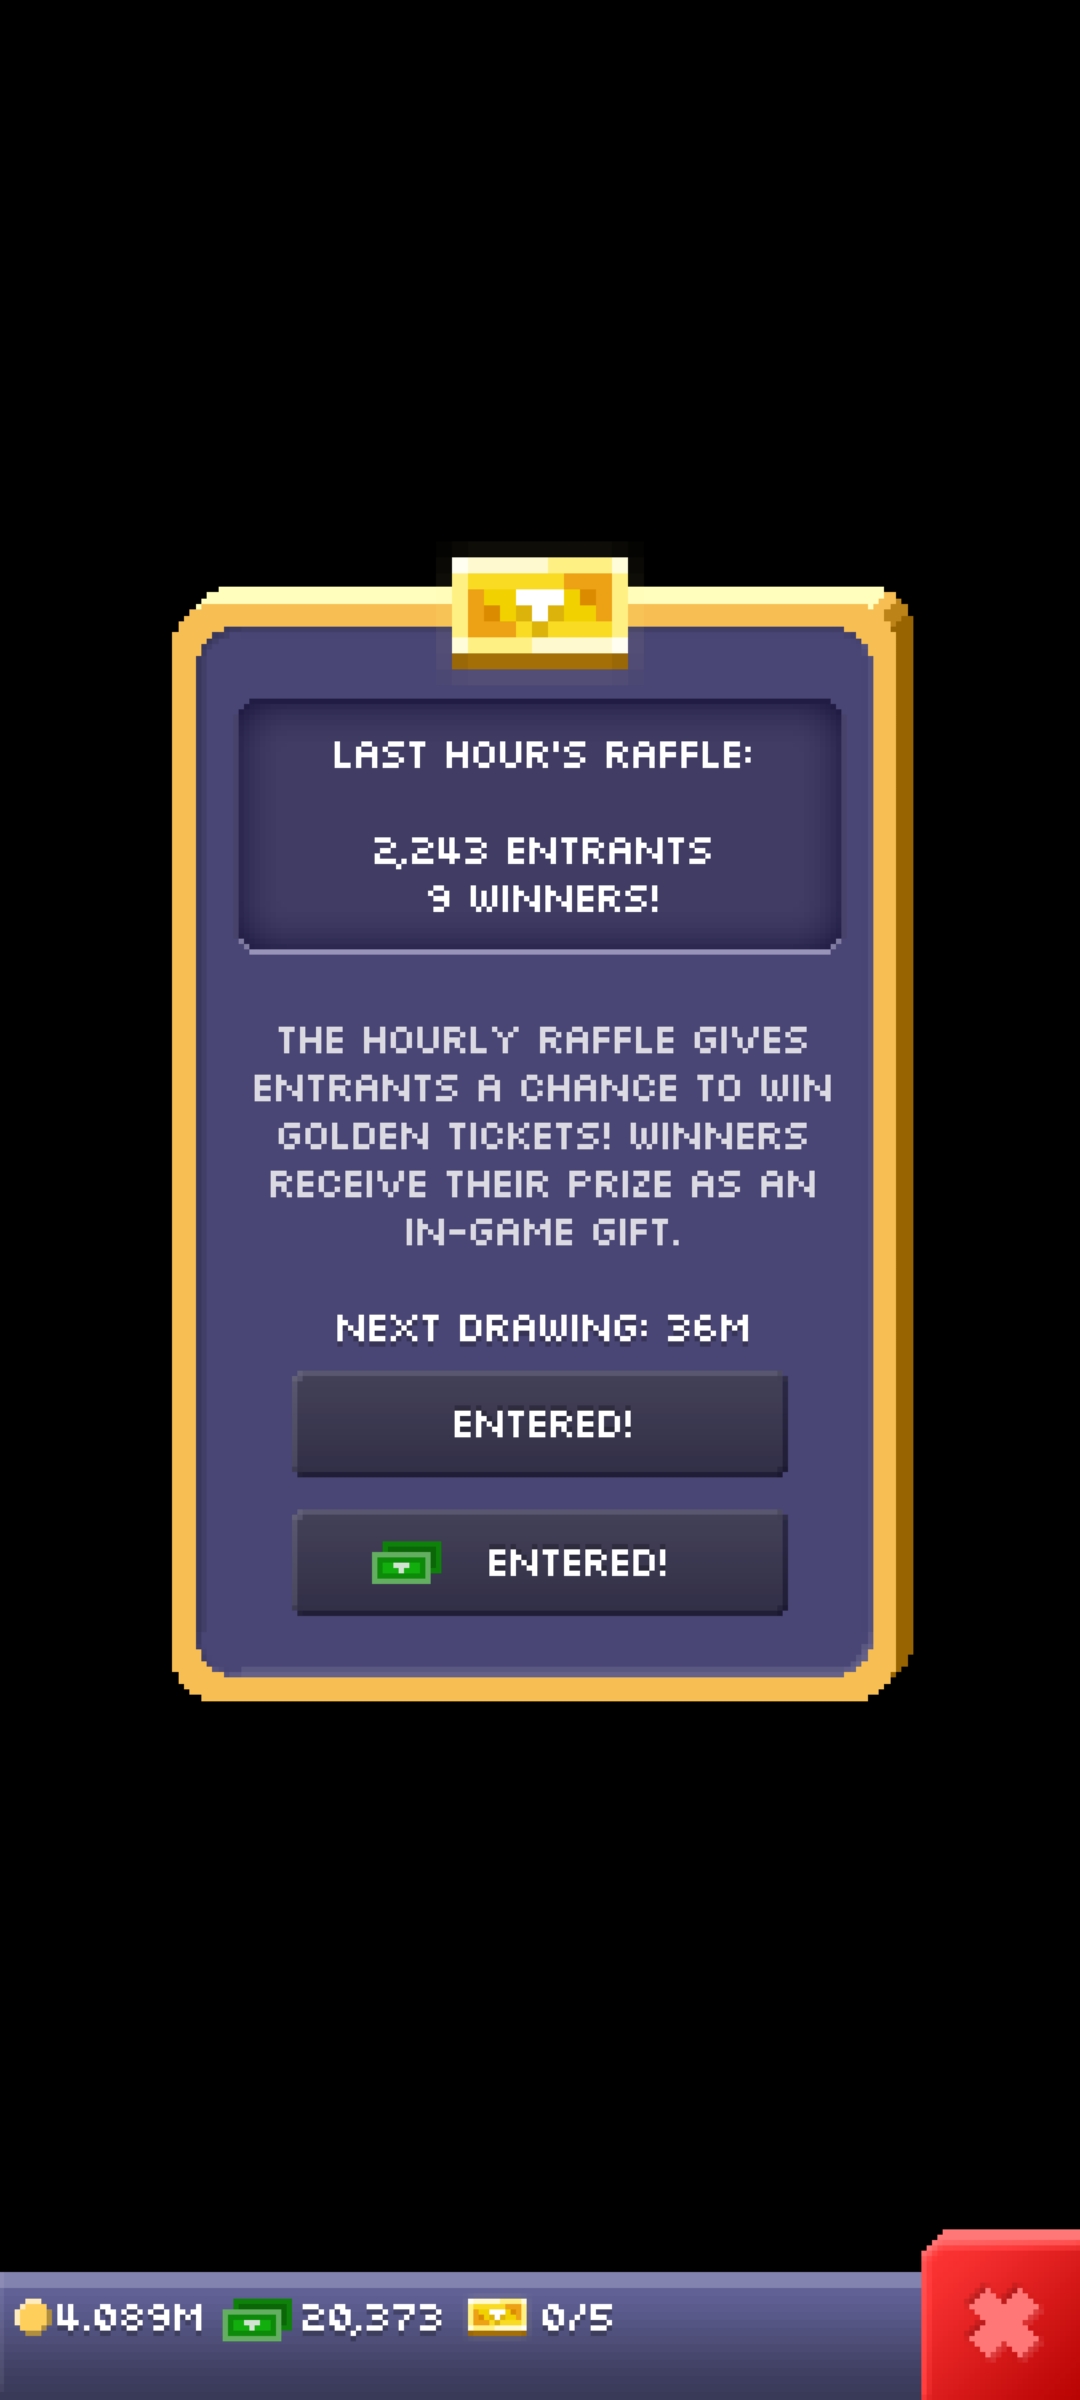 LAST HOUR'S RAFFLE:
2,243 ENTRANTS
9 WINNERS!
THE HOURLY RAFFLE GIVES
ENTRANTS A CHANCE TO WIN
GOLDEN TICKETS! WINNERS
RECEIVE THEIR PRIZE AS AN
IN-GAME GIFT.
NEXT DRAWING: 36M
ENTERED!
ENTERED!
4.089M 20,373 0/5